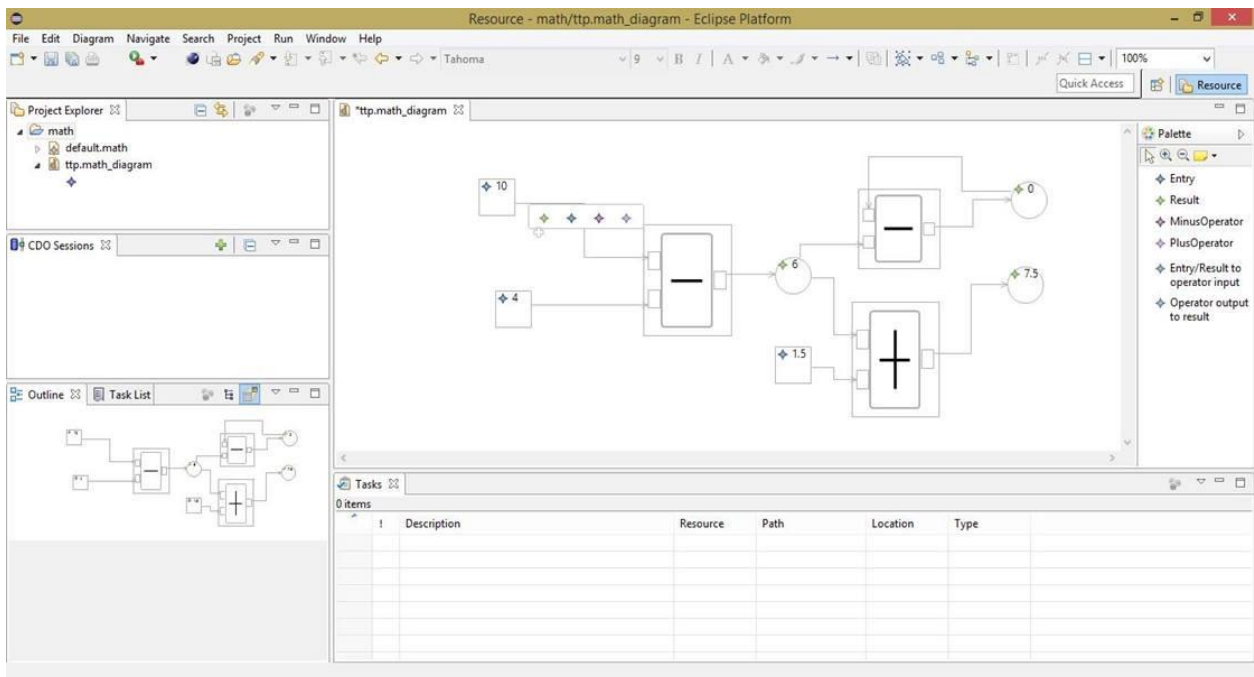 Resource - math/ttp.math_diagram - Eclipse Platform
File Edit Diagram Navigate Search Project Run Window Help
Tahoma 9 B I A 100%
Quick Access Resource
Project Explorer
math
default.math
ttp.math_diagram
CDO Sessions
Outline Task List
*ttp.math_diagram
10
4
6
1.5
0
7.5
Palette
Entry
Result
MinusOperator
PlusOperator
Entry/Result to
operator input
Operator output
to result
Tasks
0 items
! Description Resource Path Location Type